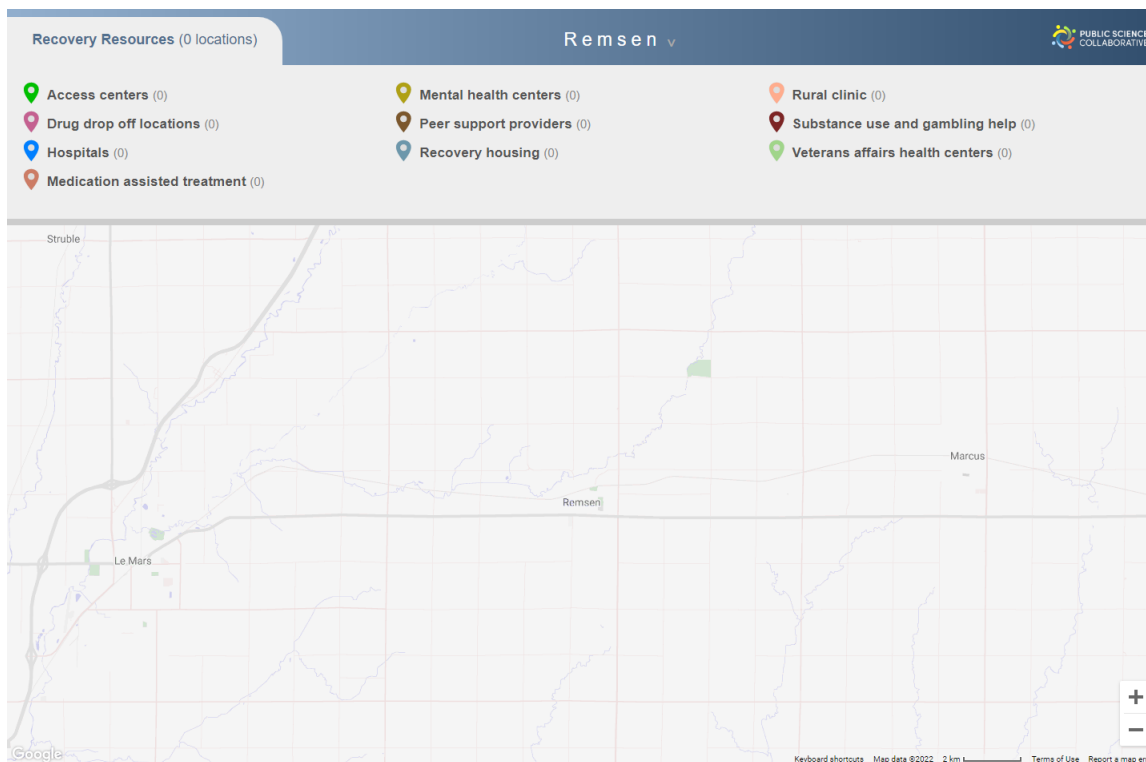 Recovery Resources (0 locations)
Remsen v
PUBLIC SCIENCE
COLLABORATIVE
Access centers (0)
Mental health centers (0)
Rural clinic (0)
Drug drop off locations (0)
Peer support providers (0)
Substance use and gambling help (0)
Hospitals (0)
Recovery housing (0)
Veterans affairs health centers (0)
Medication assisted treatment (0)
Struble
Marcus
Remsen
Le Mars
+
−
Google
Keyboard shortcuts Map data ©2022 2 km Terms of Use Report a map er